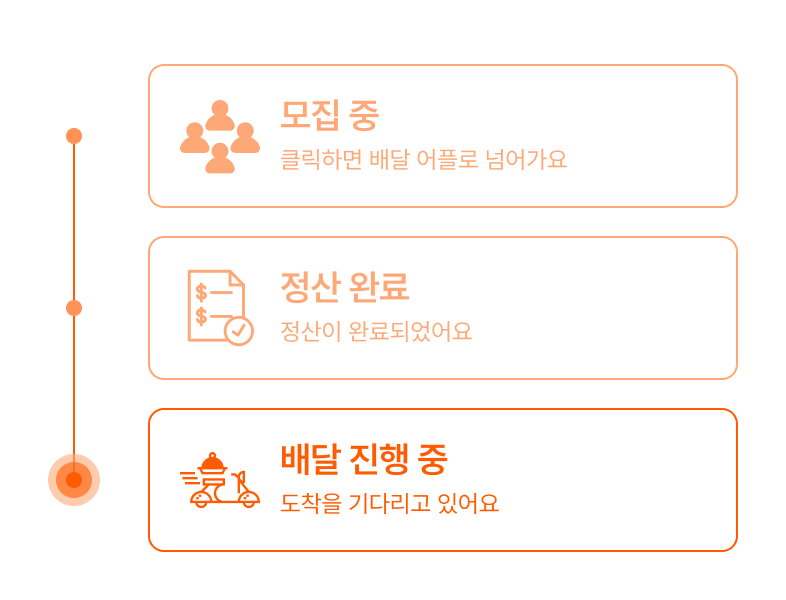 모집 중
클릭하면 배달 어플로 넘어가요
$
$
정산 완료
정산이 완료되었어요
배달 진행 중
도착을 기다리고 있어요